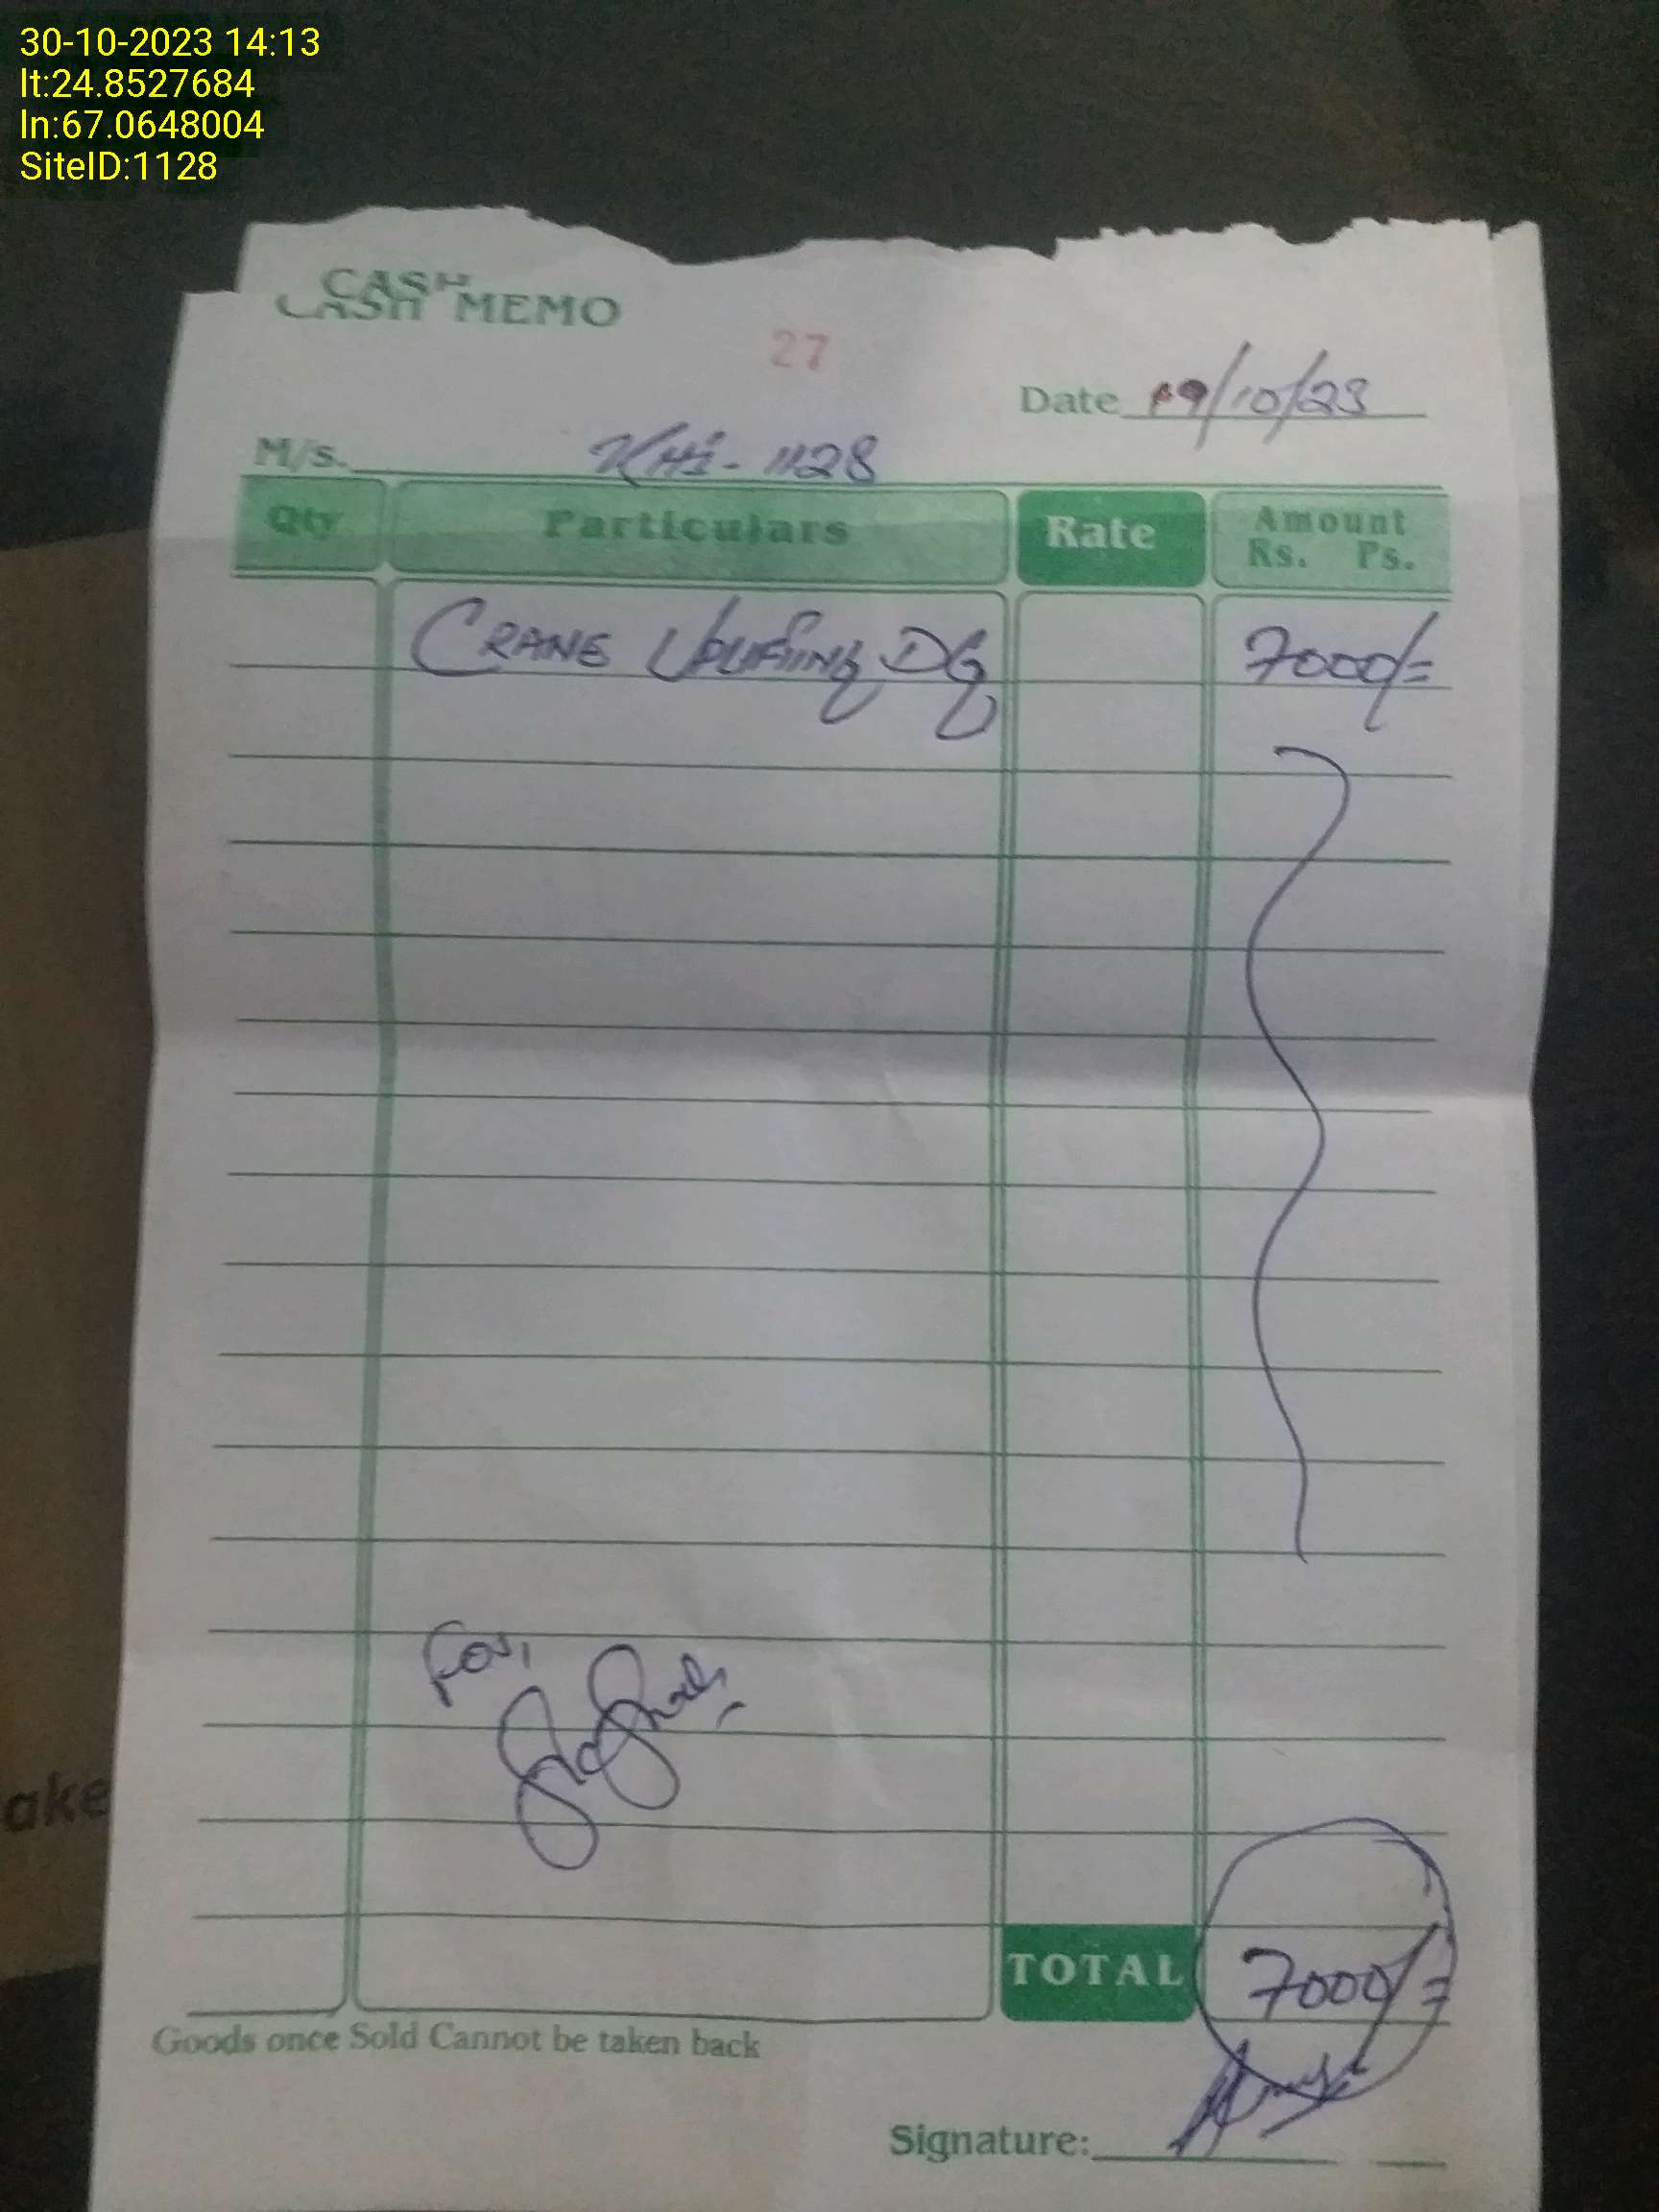 30-10-2023 14:13
lt:24.8527684
ln:67.0648004
SiteID:1128
CASH
CASH MEMO
27
Date 19/10/23
M/s. KHI-1128
Qty Particulars Rate Amount
Rs. Ps.
CRANE UPLIFTING DG 7000/=
For,
ake
TOTAL 7000/=
Goods once Sold Cannot be taken back
Signature: